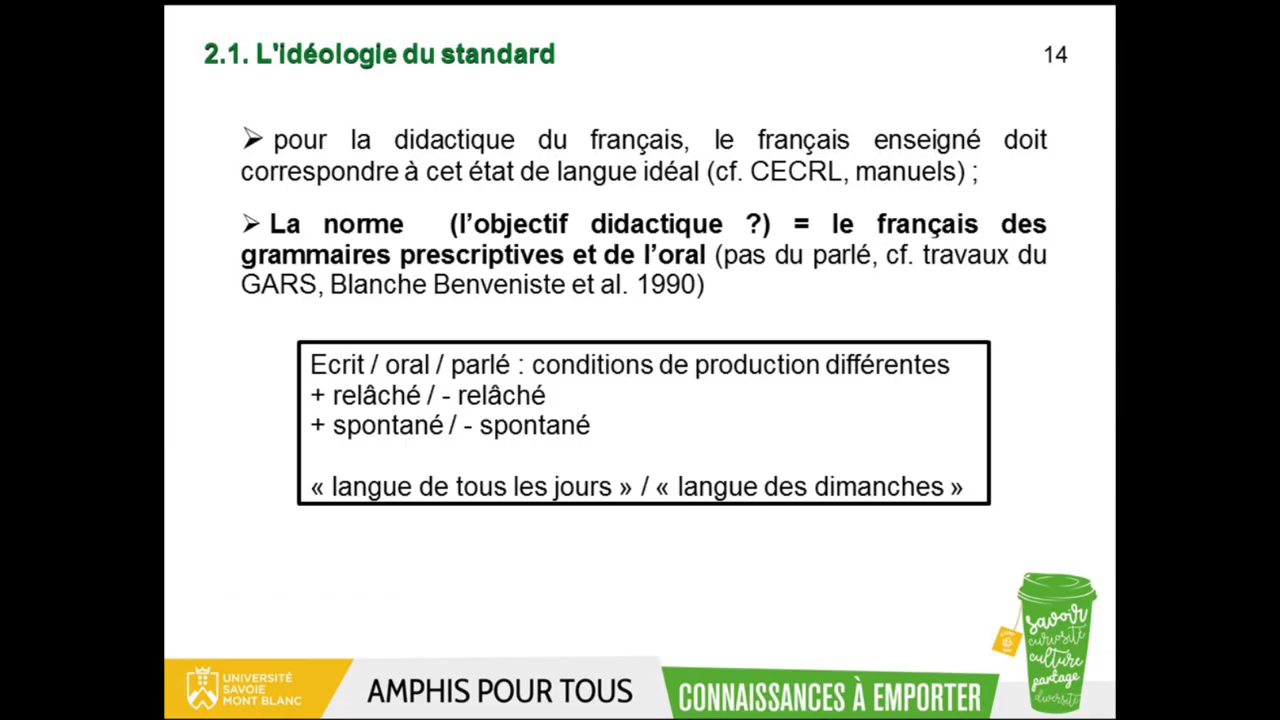 2.1. L'idéologie du standard
14
➢ pour la didactique du français, le français enseigné doit
correspondre à cet état de langue idéal (cf. CECRL, manuels) ;
➢ La norme (l’objectif didactique ?) = le français des
grammaires prescriptives et de l’oral (pas du parlé, cf. travaux du
GARS, Blanche Benveniste et al. 1990)
Ecrit / oral / parlé : conditions de production différentes
+ relâché / - relâché
+ spontané / - spontané
« langue de tous les jours » / « langue des dimanches »
savoir
curiosité
culture
partage
diversité
UNIVERSITÉ
SAVOIE
MONT BLANC
AMPHIS POUR TOUS
CONNAISSANCES À EMPORTER